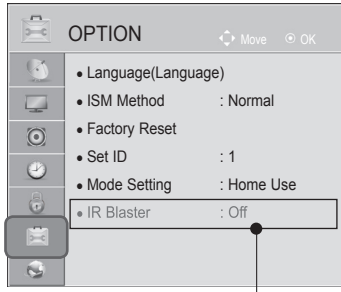 OPTION Move OK
• Language(Language)
• ISM Method : Normal
• Factory Reset
• Set ID : 1
• Mode Setting : Home Use
• IR Blaster : Off